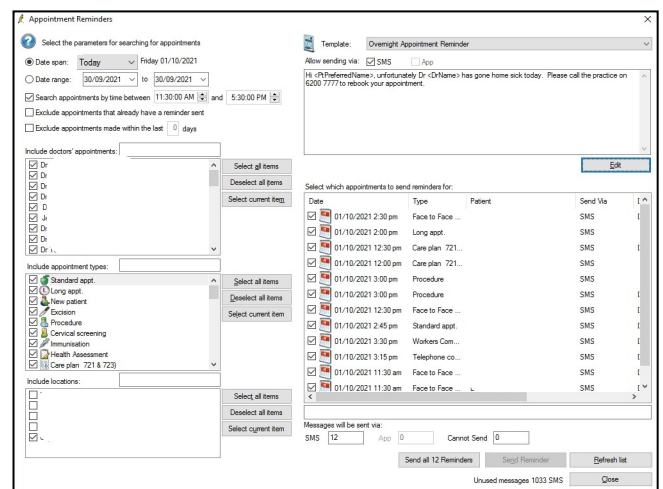 Appointment Reminders
Select the parameters for searching for appointments
Date span: Today Friday 01/10/2021
Date range: 30/09/2021 to 30/09/2021
Search appointments by time between 11:30:00 AM and 5:30:00 PM
Exclude appointments that already have a reminder sent
Exclude appointments made within the last 0 days
Include doctors' appointments:
Dr
Dr
Dr
Dr
D
Dr
Dr
Dr
Select all items
Deselect all items
Select current item
Include appointment types:
Standard appt.
Long appt.
New patient
Excision
Procedure
Cervical screening
Immunisation
Health Assessment
Care plan 721 & 723)
Select all items
Deselect all items
Select current item
Include locations:
Select all items
Deselect all items
Select current item
Template: Overnight Appointment Reminder
Allow sending via: SMS App
Hi <PtPreferredName>, unfortunately Dr <DrName> has gone home sick today. Please call the practice on
6200 7777 to rebook your appointment.
Edit
Select which appointments to send reminders for:
Date Type Patient Send Via
01/10/2021 2:30 pm Face to Face ... SMS
01/10/2021 2:00 pm Long appt. SMS
01/10/2021 12:30 pm Care plan 721... SMS
01/10/2021 12:00 pm Care plan 721... SMS
01/10/2021 3:00 pm Procedure SMS
01/10/2021 3:00 pm Procedure SMS
01/10/2021 12:30 pm Face to Face ... SMS
01/10/2021 2:45 pm Standard appt. SMS
01/10/2021 3:30 pm Workers Com... SMS
01/10/2021 3:15 pm Telephone co... SMS
01/10/2021 11:30 am Face to Face ... SMS
01/10/2021 11:30 am Face to Face ... SMS
Messages will be sent via:
SMS 12 App 0 Cannot Send 0
Send all 12 Reminders Send Reminder Refresh list
Unused messages 1033 SMS Close